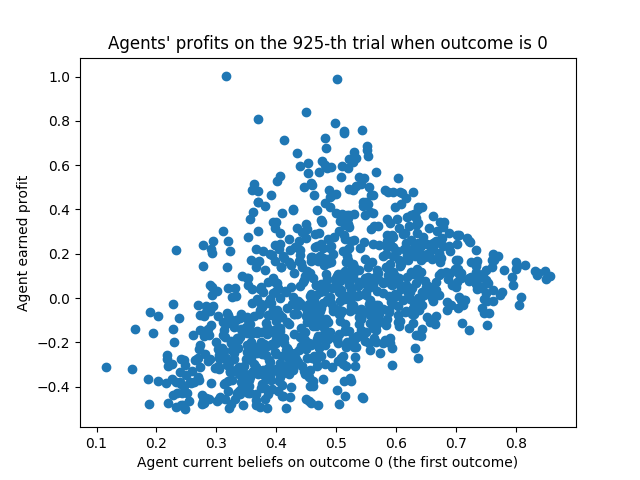 Agents' profits on the 925-th trial when outcome is 0
1.0
0.8
0.6
0.4
0.2
0.0
−0.2
−0.4
Agent earned profit
0.1 0.2 0.3 0.4 0.5 0.6 0.7 0.8
Agent current beliefs on outcome 0 (the first outcome)